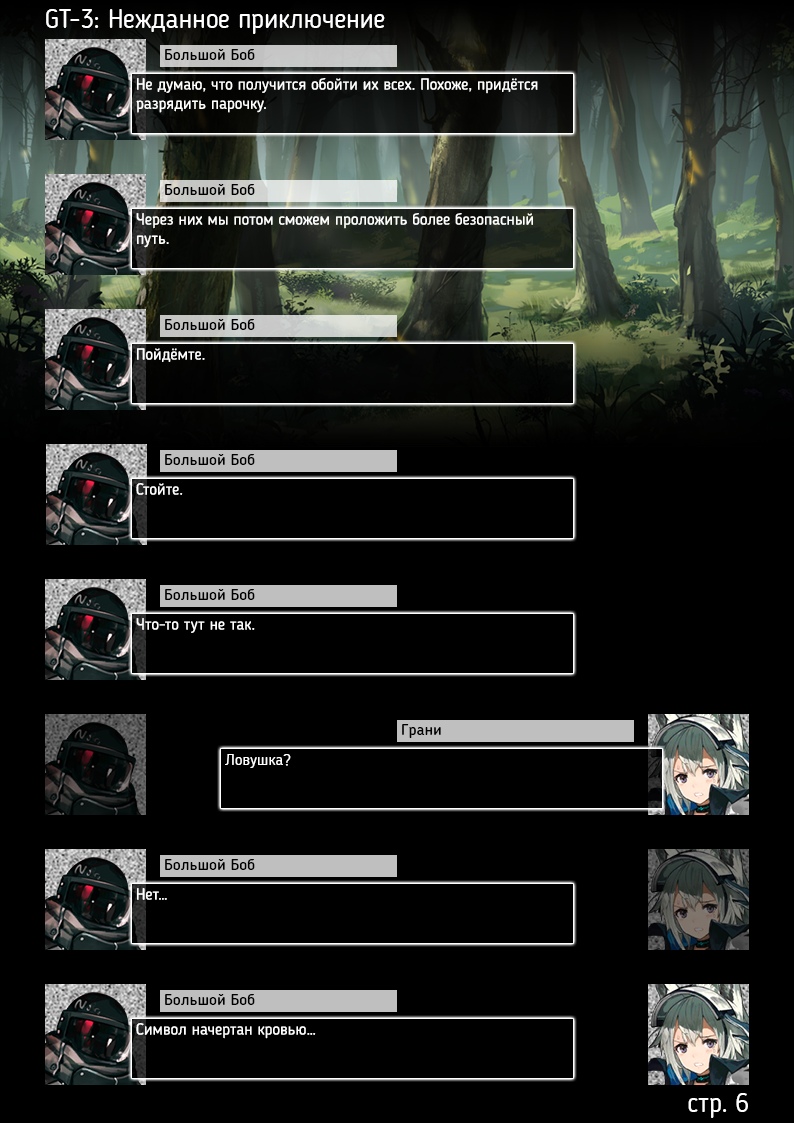 GT-3: Нежданное приключение
Большой Боб
Не думаю, что получится обойти их всех. Похоже, придётся
разрядить парочку.
Большой Боб
Через них мы потом сможем проложить более безопасный
путь.
Большой Боб
Пойдёмте.
Большой Боб
Стойте.
Большой Боб
Что-то тут не так.
Грани
Ловушка?
Большой Боб
Нет...
Большой Боб
Символ начертан кровью...
стр. 6